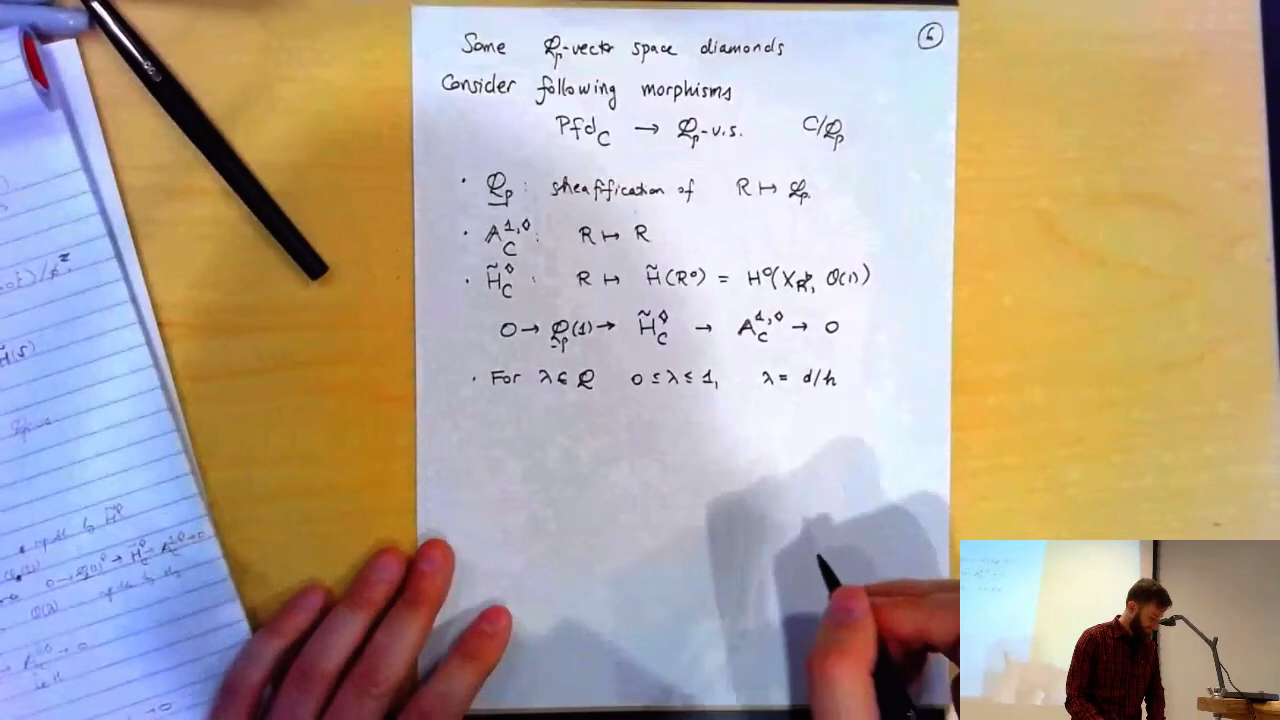 ⑥
Some ℚp-vector space diamonds
Consider following morphisms
Pfd_C → ℚp-v.s. C/ℚp
· ℚp : sheafification of R ↦ ℚp.
· A_C^{1,◊} : R ↦ R
· H̃_C^◊ : R ↦ H̃(R°) = H°(X_{R^♭}, O(1))
0 → ℚp(1) → H̃_C^◊ → A_C^{1,◊} → 0
· For λ ∈ ℚ 0 ≤ λ ≤ 1, λ = d/h